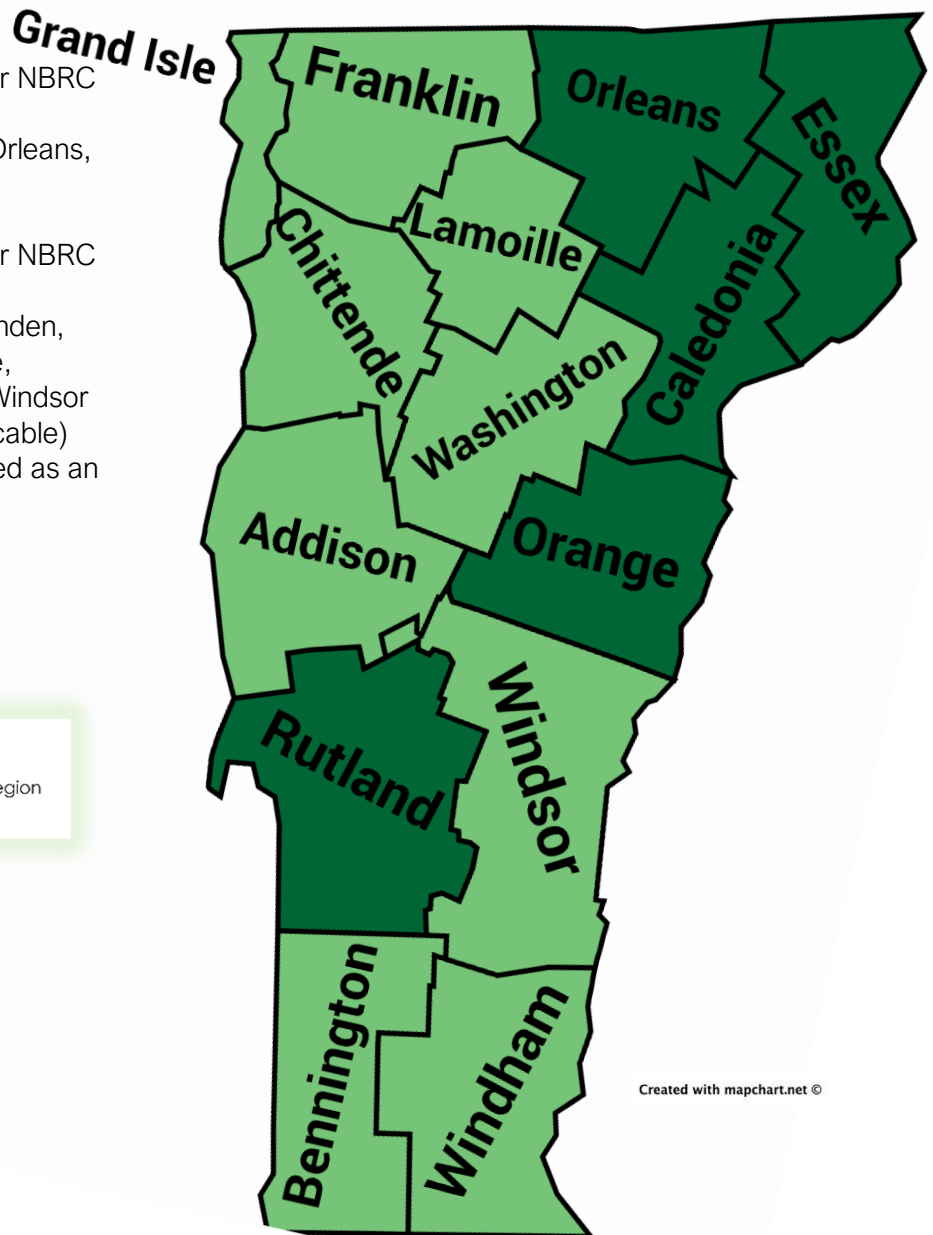 Grand Isle
r NBRC
Orleans,
r NBRC
nden,
e,
Windsor
cable)
ed as an
egion
Franklin
Orleans
Essex
Lamoille
Chittende
Caledonia
Washington
Addison
Orange
Rutland
Windsor
Bennington
Windham
Created with mapchart.net ©